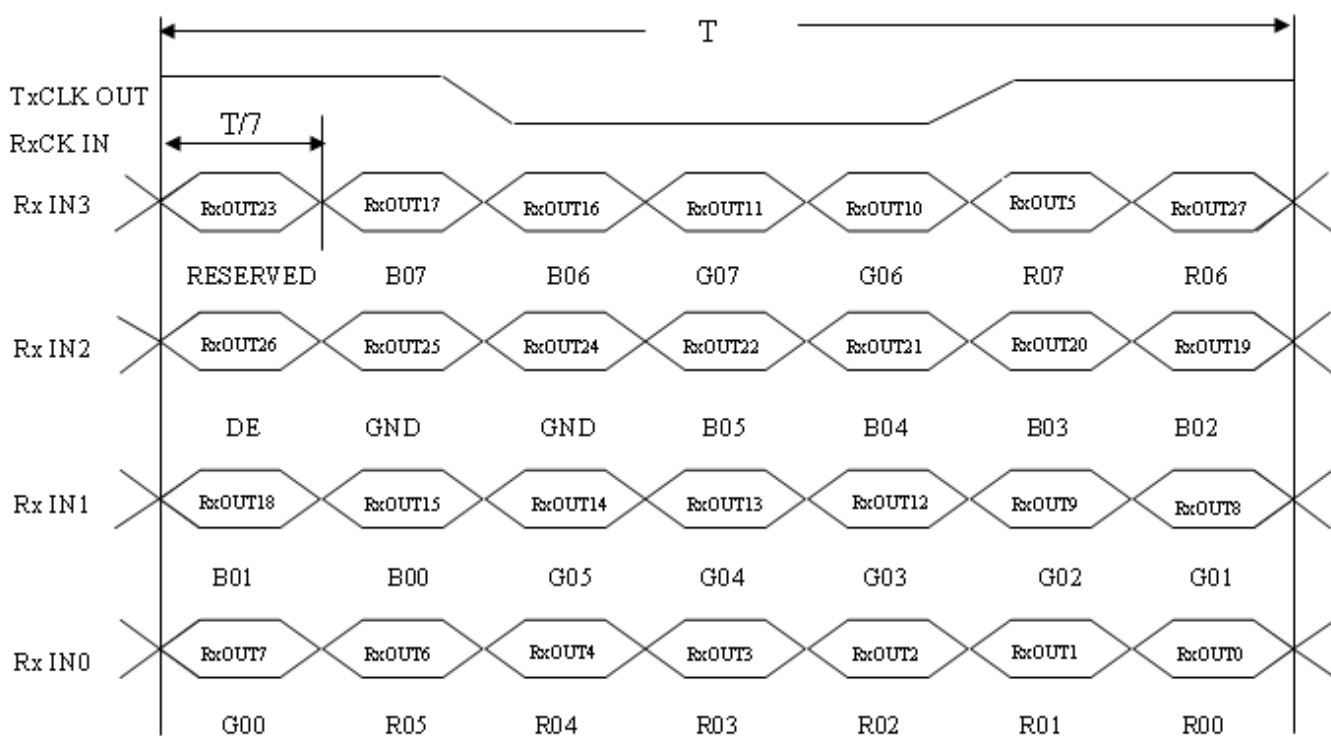 T
TxCLK OUT
T/7
RxCK IN
Rx IN3 RxOUT23 RxOUT17 RxOUT16 RxOUT11 RxOUT10 RxOUT5 RxOUT27
RESERVED B07 B06 G07 G06 R07 R06
Rx IN2 RxOUT26 RxOUT25 RxOUT24 RxOUT22 RxOUT21 RxOUT20 RxOUT19
DE GND GND B05 B04 B03 B02
Rx IN1 RxOUT18 RxOUT15 RxOUT14 RxOUT13 RxOUT12 RxOUT9 RxOUT8
B01 B00 G05 G04 G03 G02 G01
Rx IN0 RxOUT7 RxOUT6 RxOUT4 RxOUT3 RxOUT2 RxOUT1 RxOUT0
G00 R05 R04 R03 R02 R01 R00